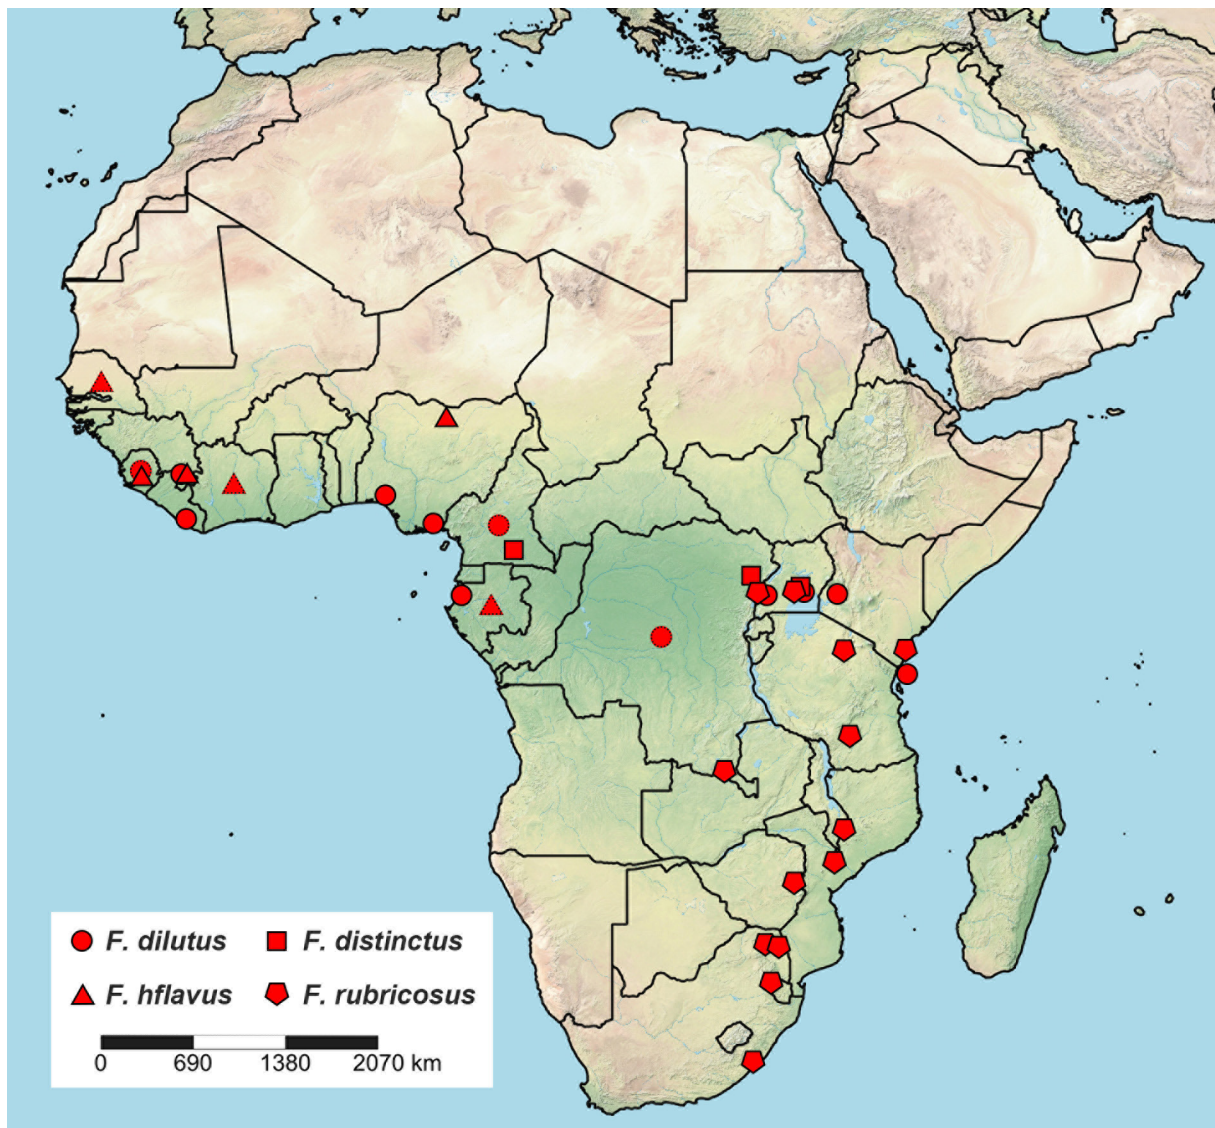 F. dilutus
F. distinctus
F. hflavus
F. rubricosus
0 690 1380 2070 km